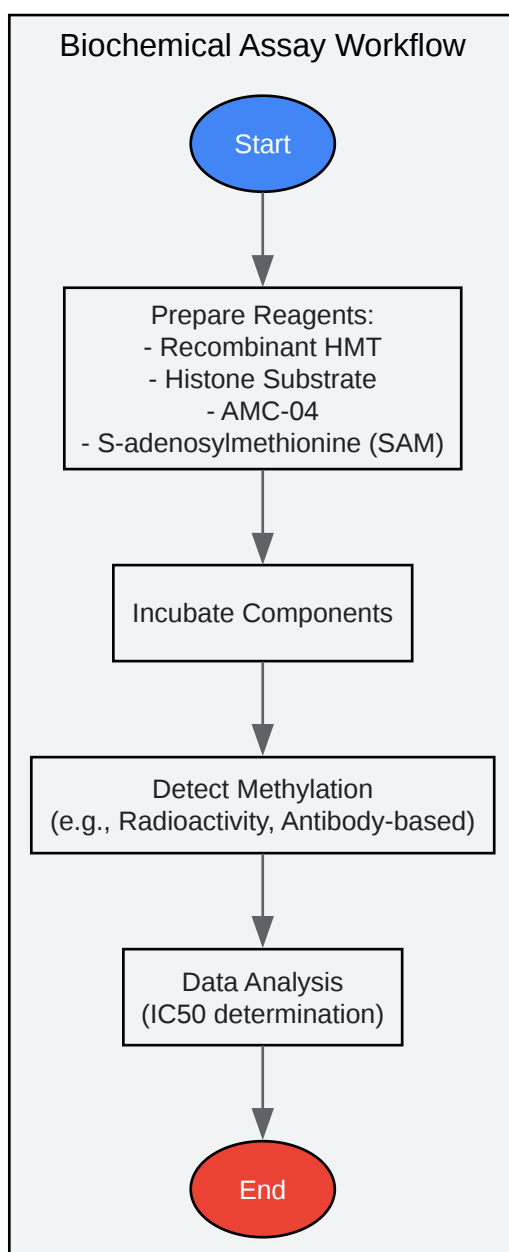 Biochemical Assay Workflow
Start
Prepare Reagents:
- Recombinant HMT
- Histone Substrate
- AMC-04
- S-adenosylmethionine (SAM)
Incubate Components
Detect Methylation
(e.g., Radioactivity, Antibody-based)
Data Analysis
(IC50 determination)
End